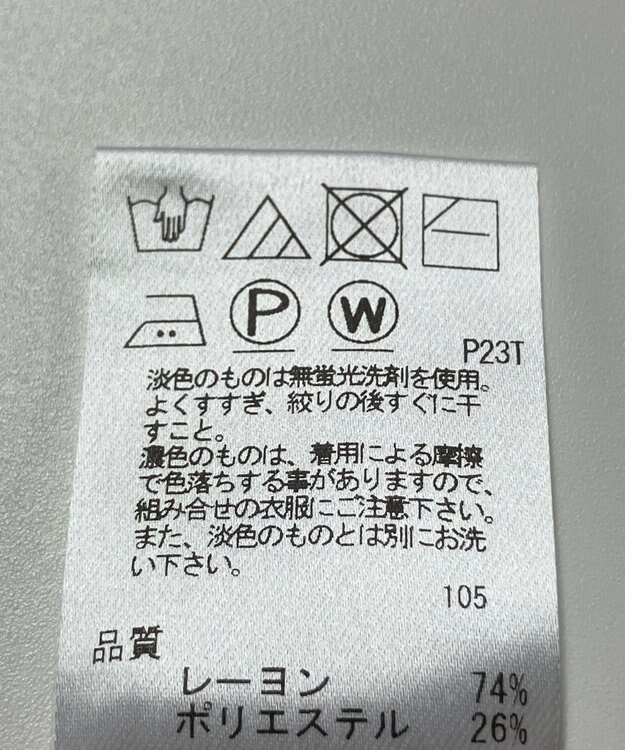 P W
P23T
淡色のものは無蛍光洗剤を使用。
よくすすぎ、絞りの後すぐに干
すこと。
濃色のものは、着用による摩擦
で色落ちする事がありますので、
組み合せの衣服にご注意下さい。
また、淡色のものとは別にお洗
い下さい。
105
品質
レーヨン 74%
ポリエステル 26%